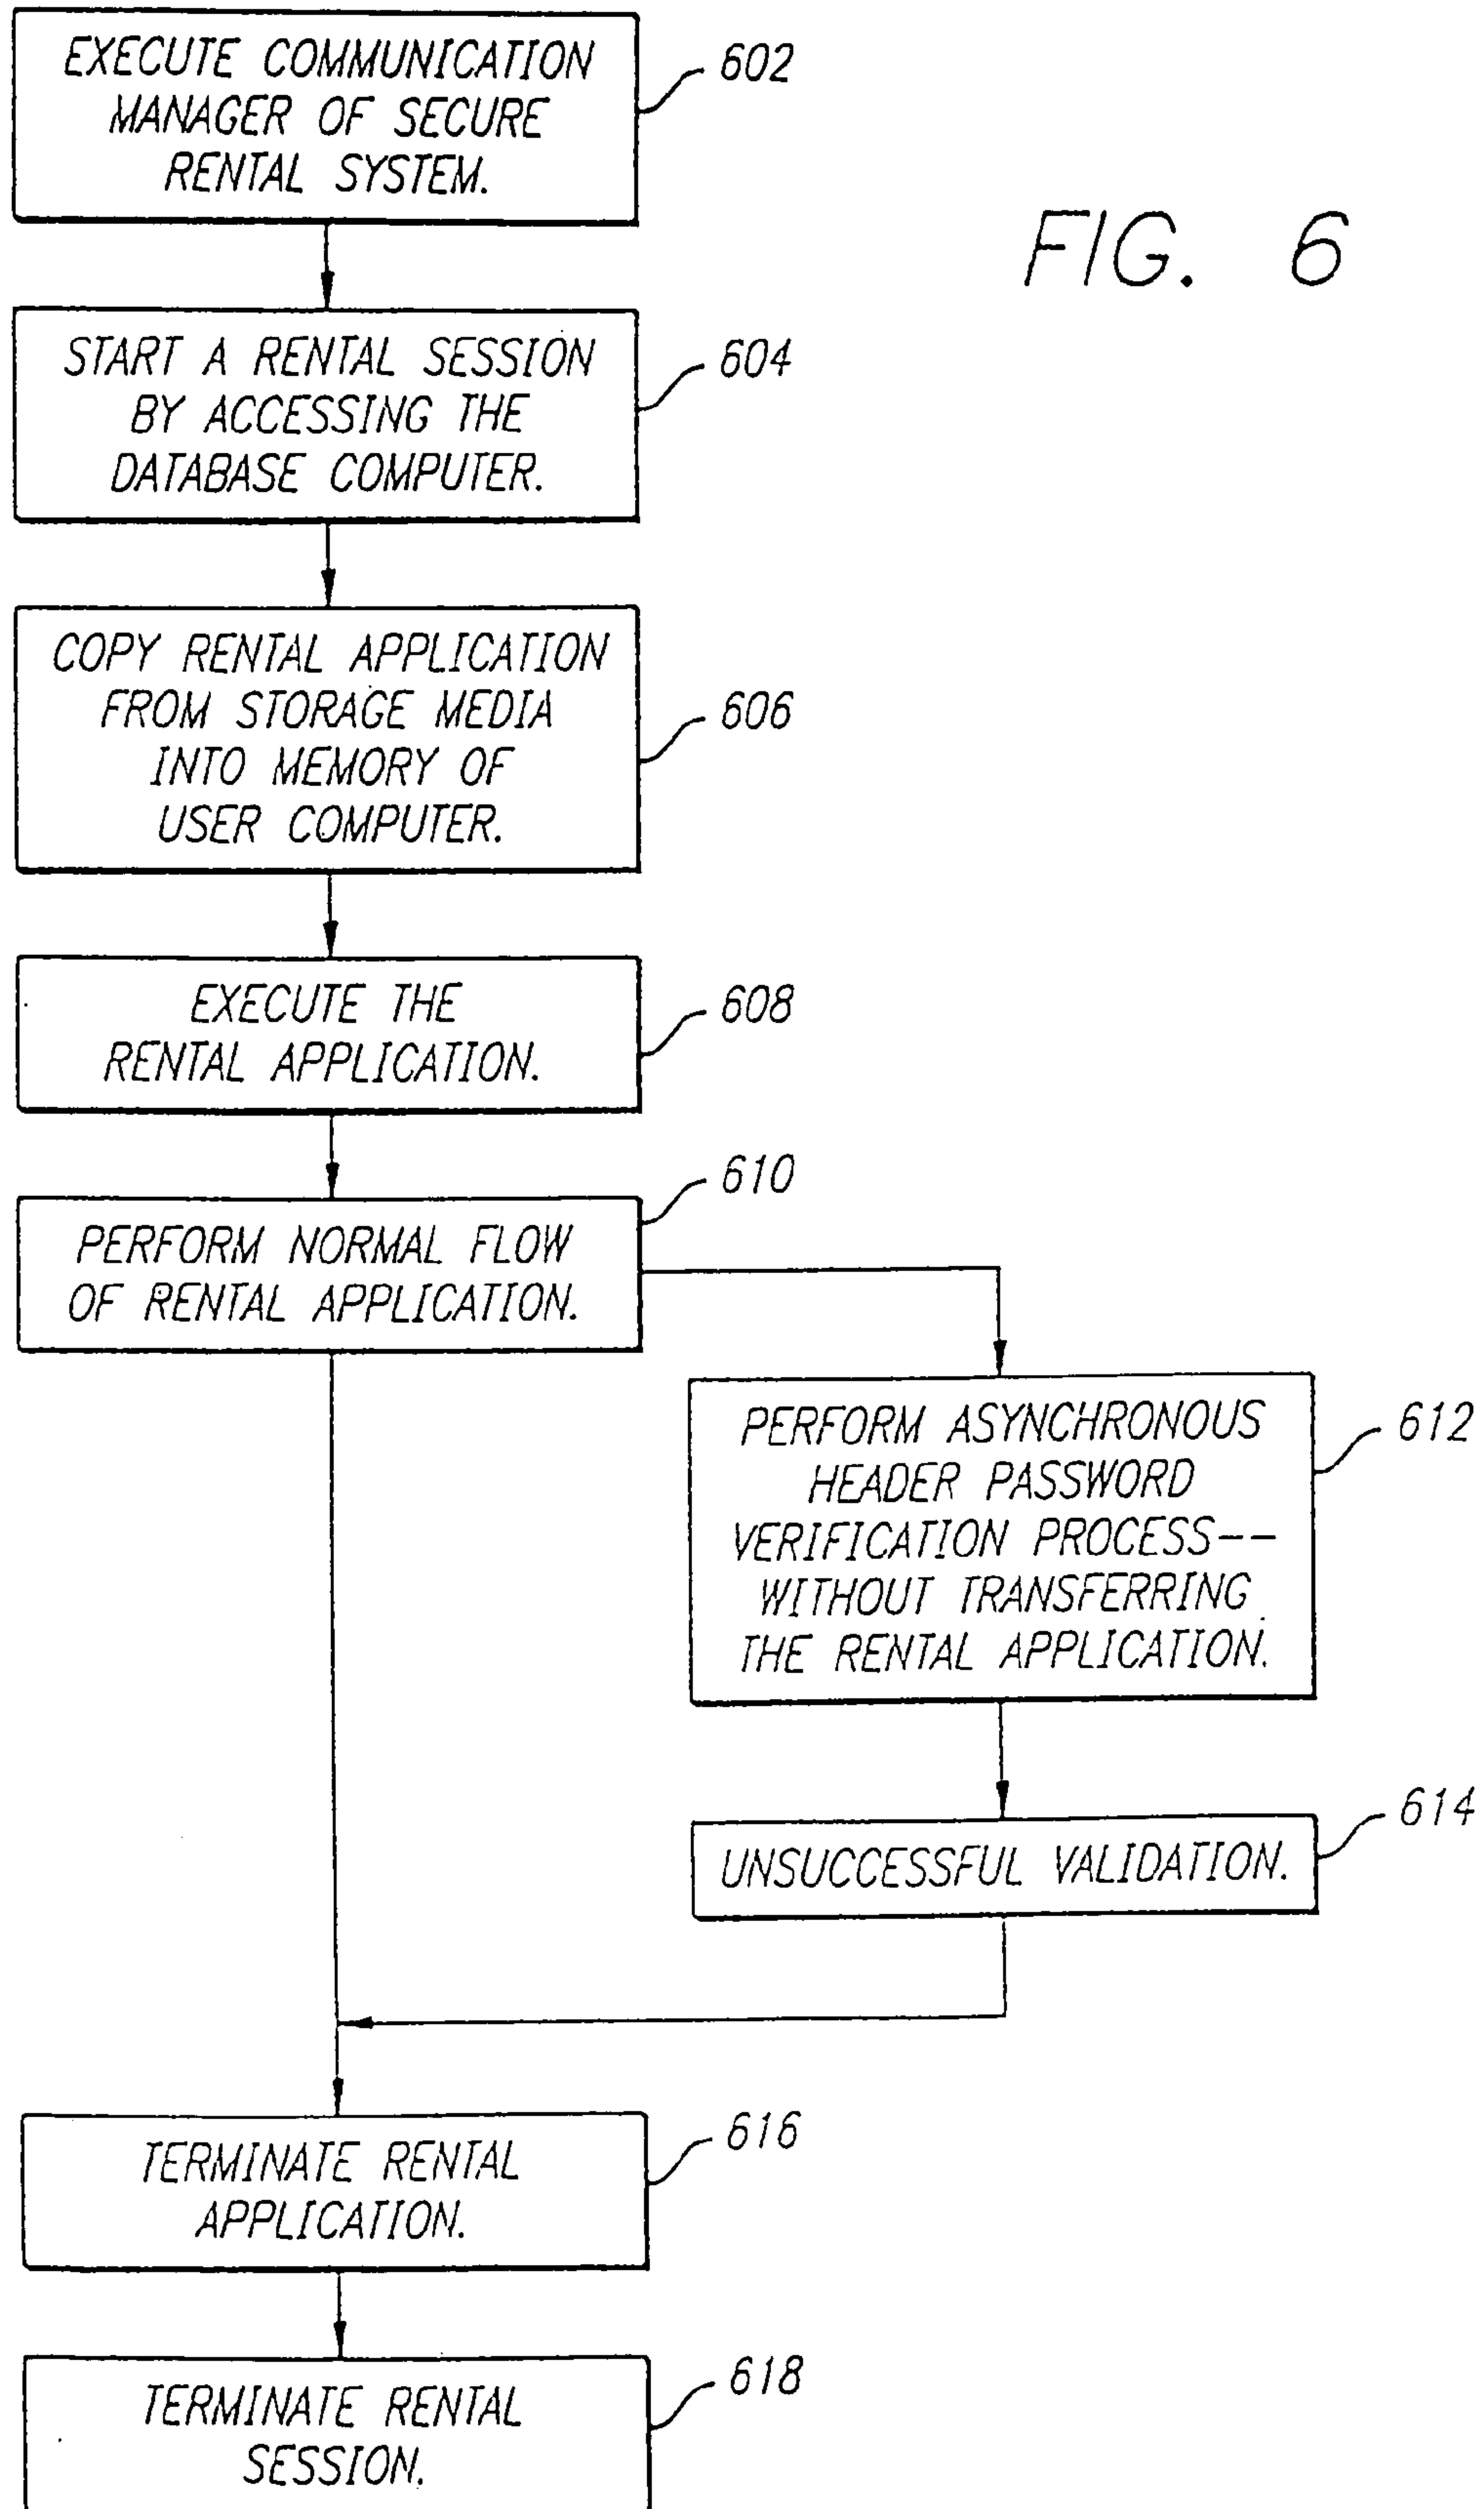 EXECUTE COMMUNICATION
MANAGER OF SECURE
RENTAL SYSTEM.
602
FIG. 6
START A RENTAL SESSION
BY ACCESSING THE
DATABASE COMPUTER.
604
COPY RENTAL APPLICATION
FROM STORAGE MEDIA
INTO MEMORY OF
USER COMPUTER.
606
EXECUTE THE
RENTAL APPLICATION.
608
PERFORM NORMAL FLOW
OF RENTAL APPLICATION.
610
PERFORM ASYNCHRONOUS
HEADER PASSWORD
VERIFICATION PROCESS--
WITHOUT TRANSFERRING
THE RENTAL APPLICATION.
612
UNSUCCESSFUL VALIDATION.
614
TERMINATE RENTAL
APPLICATION.
616
TERMINATE RENTAL
SESSION.
618